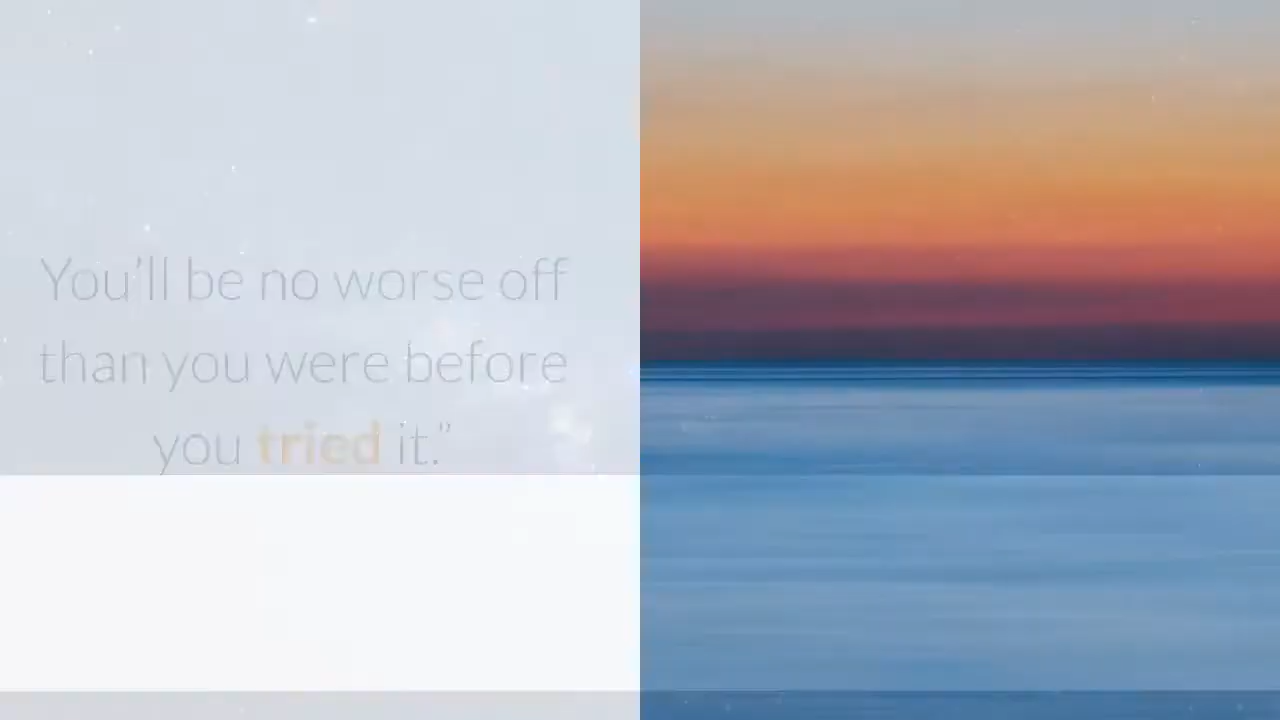 You’ll be no worse off
than you were before
you tried it.”